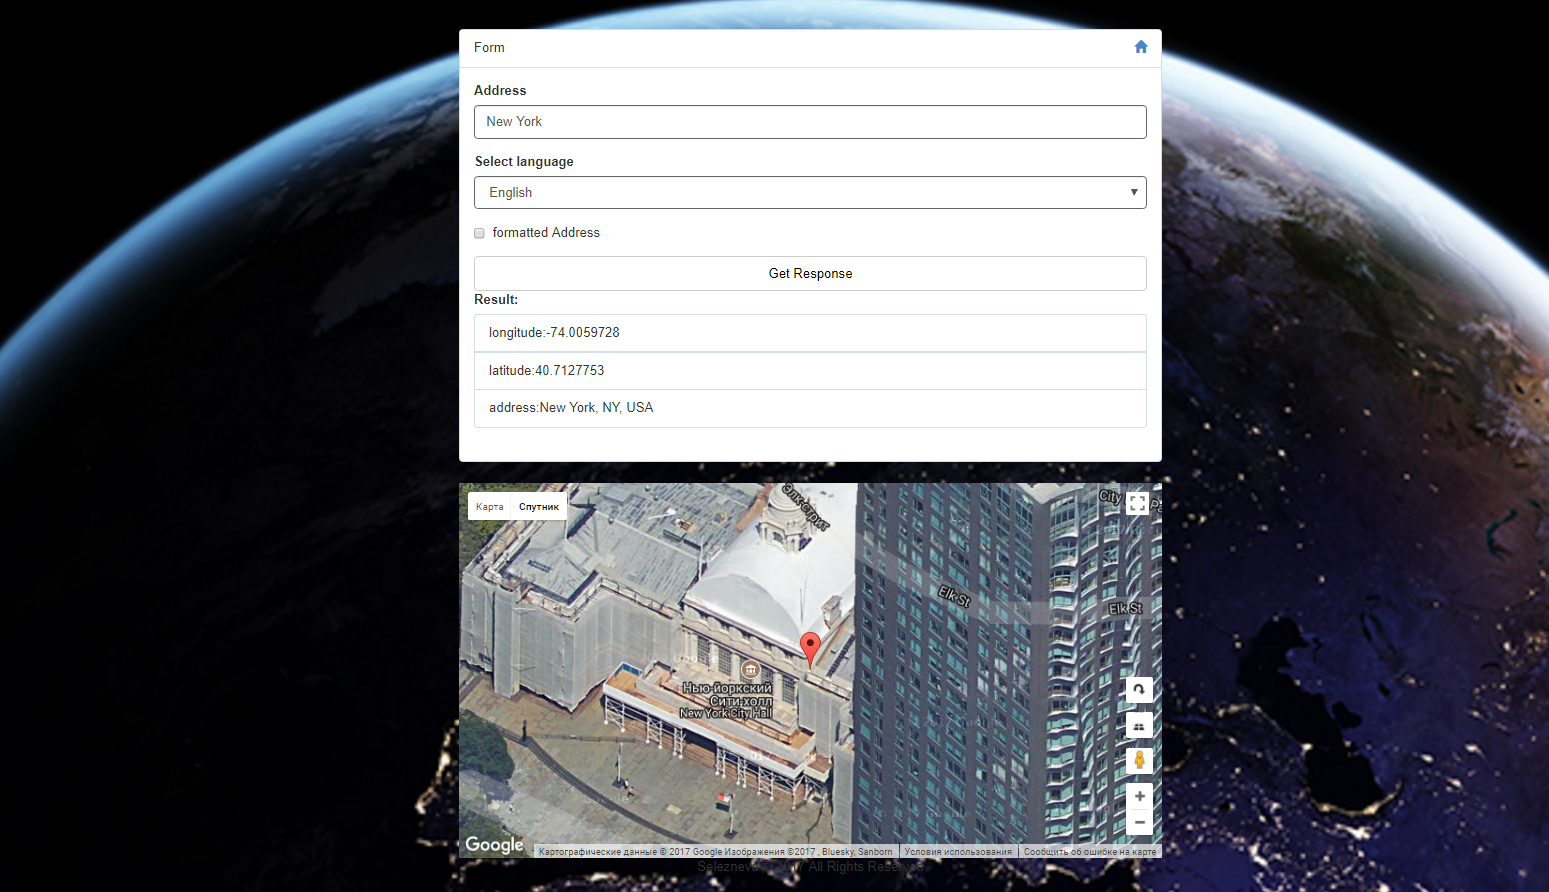 Form
Address
New York
Select language
English
formatted Address
Get Response
Result:
longitude:-74.0059728
latitude:40.7127753
address:New York, NY, USA
Карта Спутник
Элк-стрит
City
Elk St
Elk St
Нью-йоркский
Сити-холл
New York City Hall
Google
Картографические данные © 2017 Google Изображения ©2017 , Bluesky, Sanborn Условия использования Сообщить об ошибке на карте
All Rights Reserved